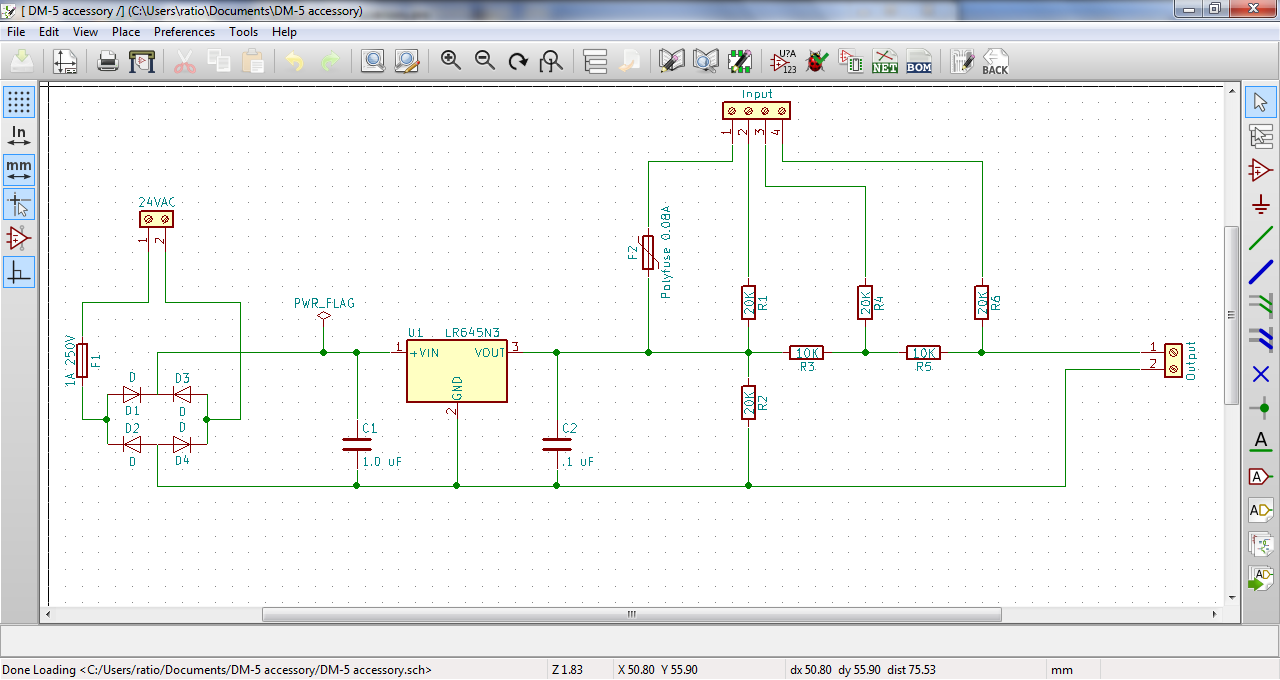 [ DM-5 accessory /] (C:\Users\ratio\Documents\DM-5 accessory)
File Edit View Place Preferences Tools Help
U?A
123
NET
BOM
BACK
In
mm
Input
1 2 3 4
24VAC
1 2
F2
Polyfuse 0.08A
PWR_FLAG
20K R1
20K R4
20K R6
1A 250V
F1
U1 LR645N3
1 +VIN VOUT 3
GND
2
10K
R3
10K
R5
1
2
Output
D D3
D1 D
D2 D
D D4
20K R2
C1
1.0 uF
C2
.1 uF
A
A
AD
AD
Done Loading <C:/Users/ratio/Documents/DM-5 accessory/DM-5 accessory.sch>
Z 1.83
X 50.80 Y 55.90
dx 50.80 dy 55.90 dist 75.53
mm